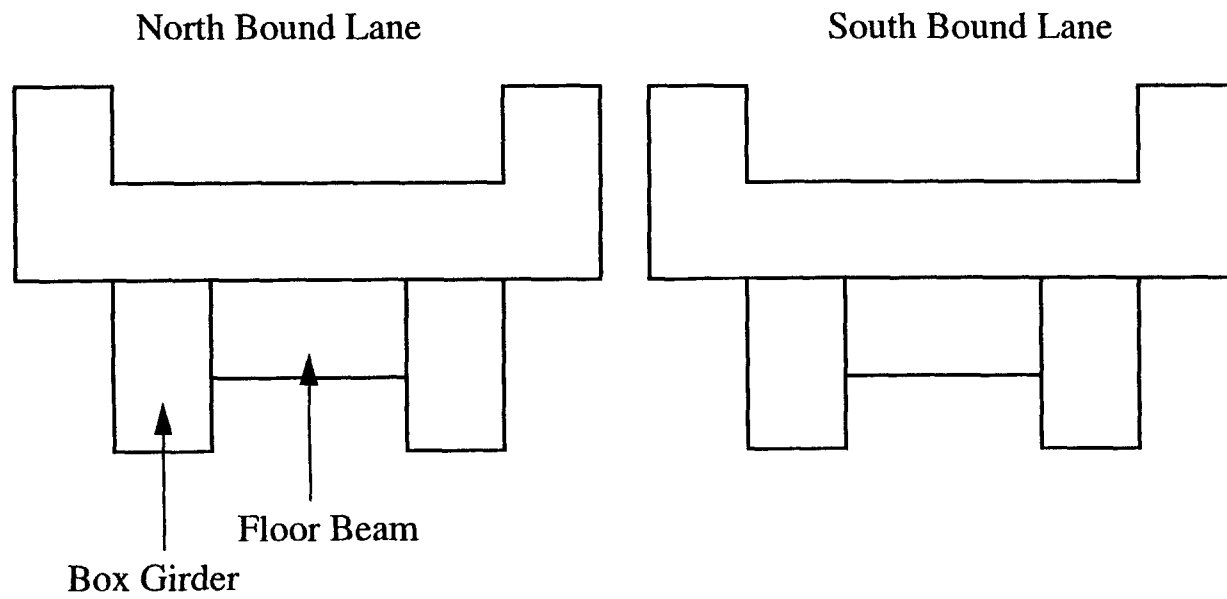 North Bound Lane
South Bound Lane
Floor Beam
Box Girder